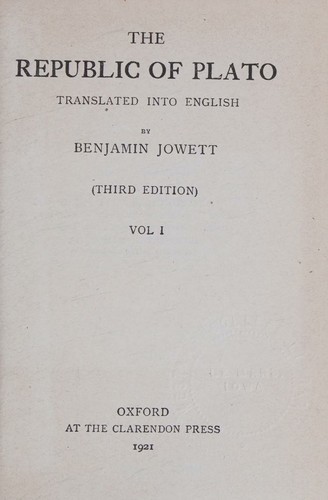 THE
REPUBLIC OF PLATO
TRANSLATED INTO ENGLISH
BY
BENJAMIN JOWETT
(THIRD EDITION)
VOL I
OXFORD
AT THE CLARENDON PRESS
1921